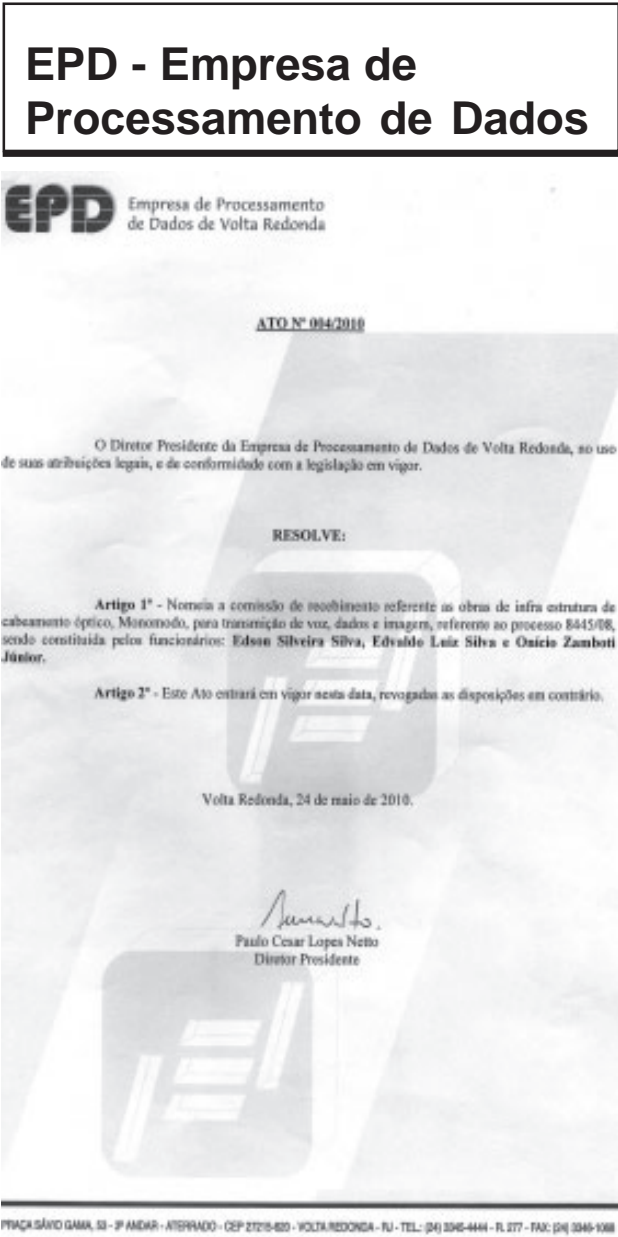 EPD - Empresa de
Processamento de Dados
EPD Empresa de Processamento
de Dados de Volta Redonda
ATO Nº 004/2010
O Diretor Presidente da Empresa de Processamento de Dados de Volta Redonda, no uso
de suas atribuições legais, e de conformidade com a legislação em vigor.
RESOLVE:
Artigo 1º - Nomeia a comissão de recebimento referente as obras de infra estrutura de
cabeamento óptico, Monomodo, para transmição de voz, dados e imagem, referente ao processo 8445/08,
sendo constituida pelos funcionários: Edson Silveira Silva, Edvaldo Luiz Silva e Onício Zamboti
Júnior.
Artigo 2º - Este Ato entrará em vigor nesta data, revogadas as disposições em contrário.
Volta Redonda, 24 de maio de 2010.
Paulo Cesar Lopes Netto
Diretor Presidente
PRAÇA SÁVIO GAMA, 53 - 3º ANDAR - ATERRADO - CEP 27215-620 - VOLTA REDONDA - RJ - TEL.: (24) 3345-4444 - R. 277 - FAX: (24) 3346-1088